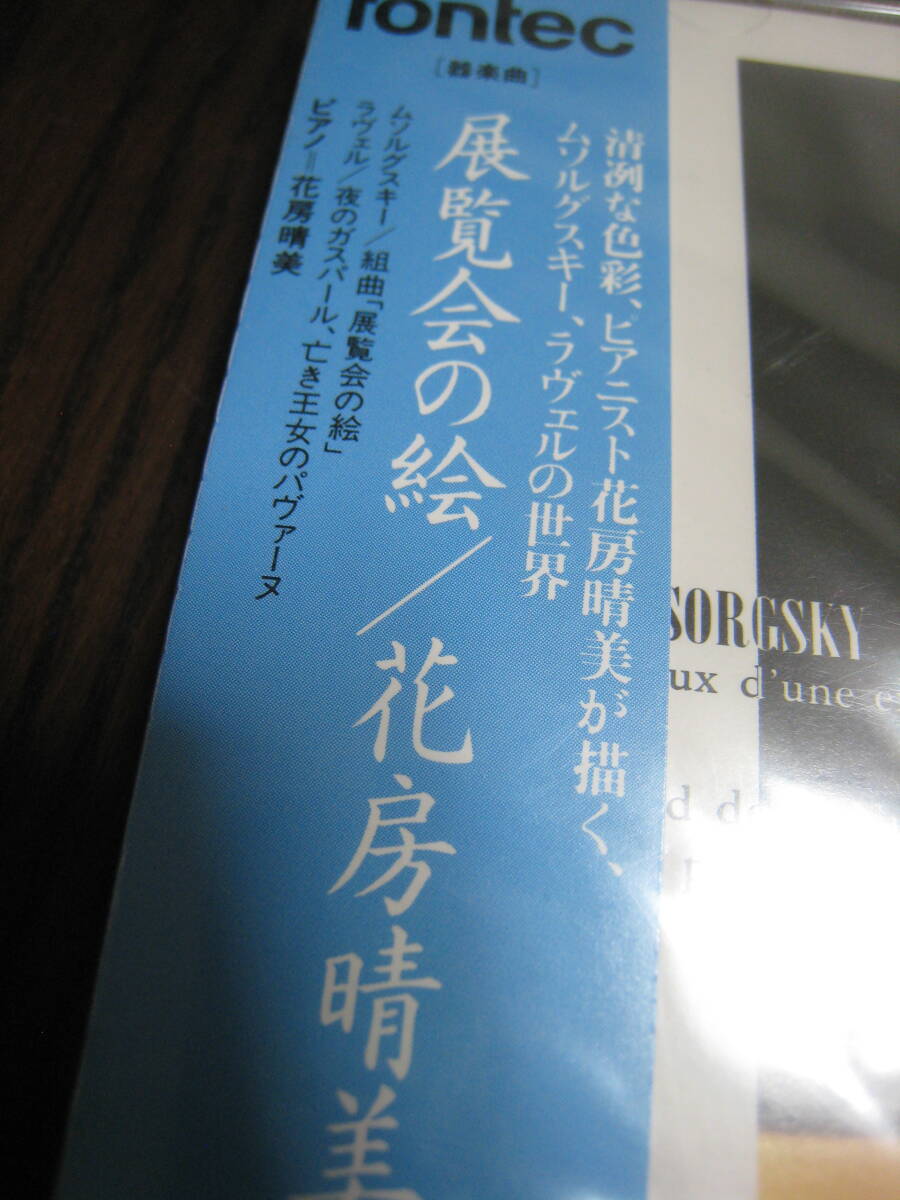 fontec
[器楽曲]
清冽な色彩、ピアニスト花房晴美が描く、
ムソルグスキー、ラヴェルの世界
展覧会の絵/花房晴美
ムソルグスキー/組曲「展覧会の絵」
ラヴェル/夜のガスパール、亡き王女のパヴァーヌ
ピアノ=花房晴美
SORGSKY
ux d'une e